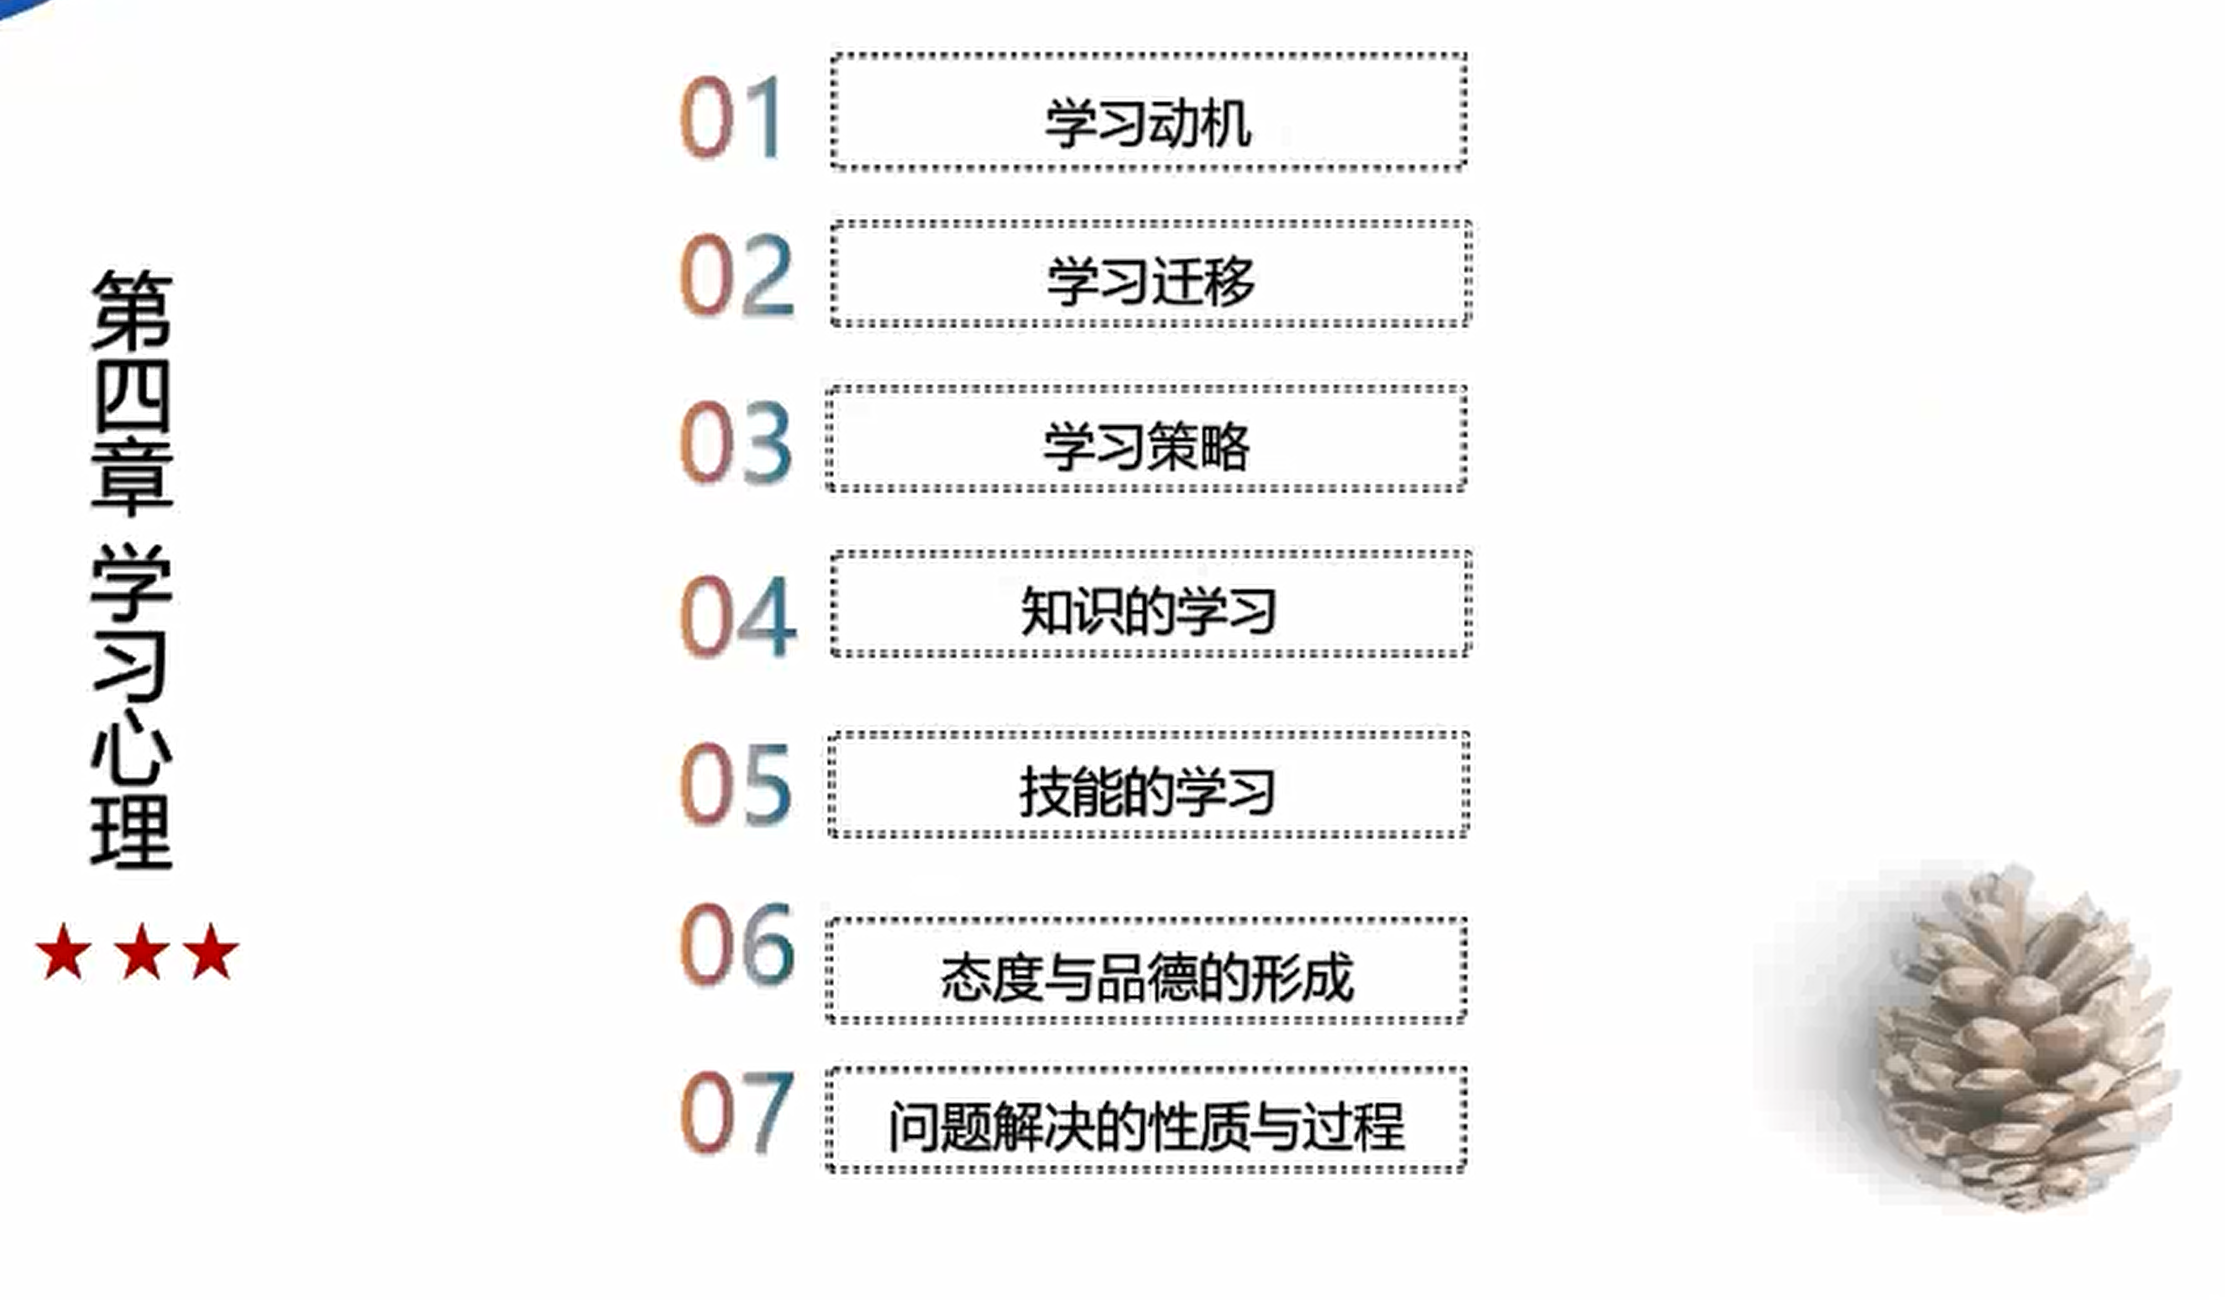 第四章 学习心理
01 学习动机
02 学习迁移
03 学习策略
04 知识的学习
05 技能的学习
06 态度与品德的形成
07 问题解决的性质与过程